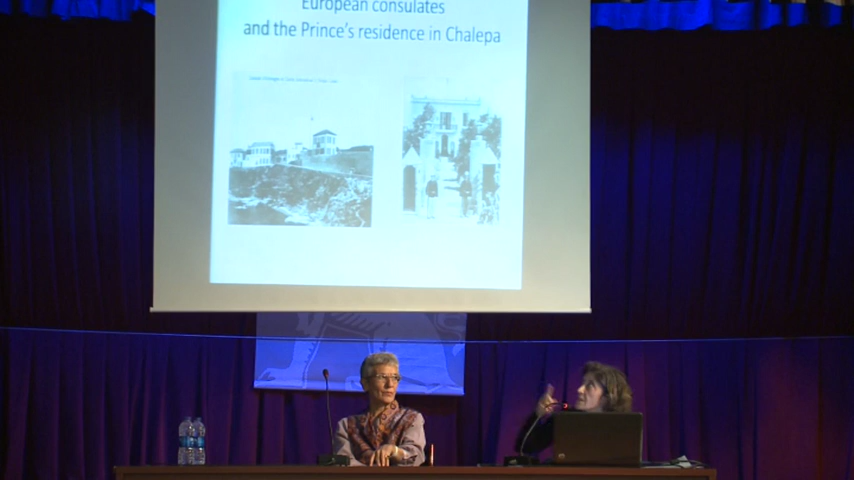 European consulates
and the Prince's residence in Chalepa